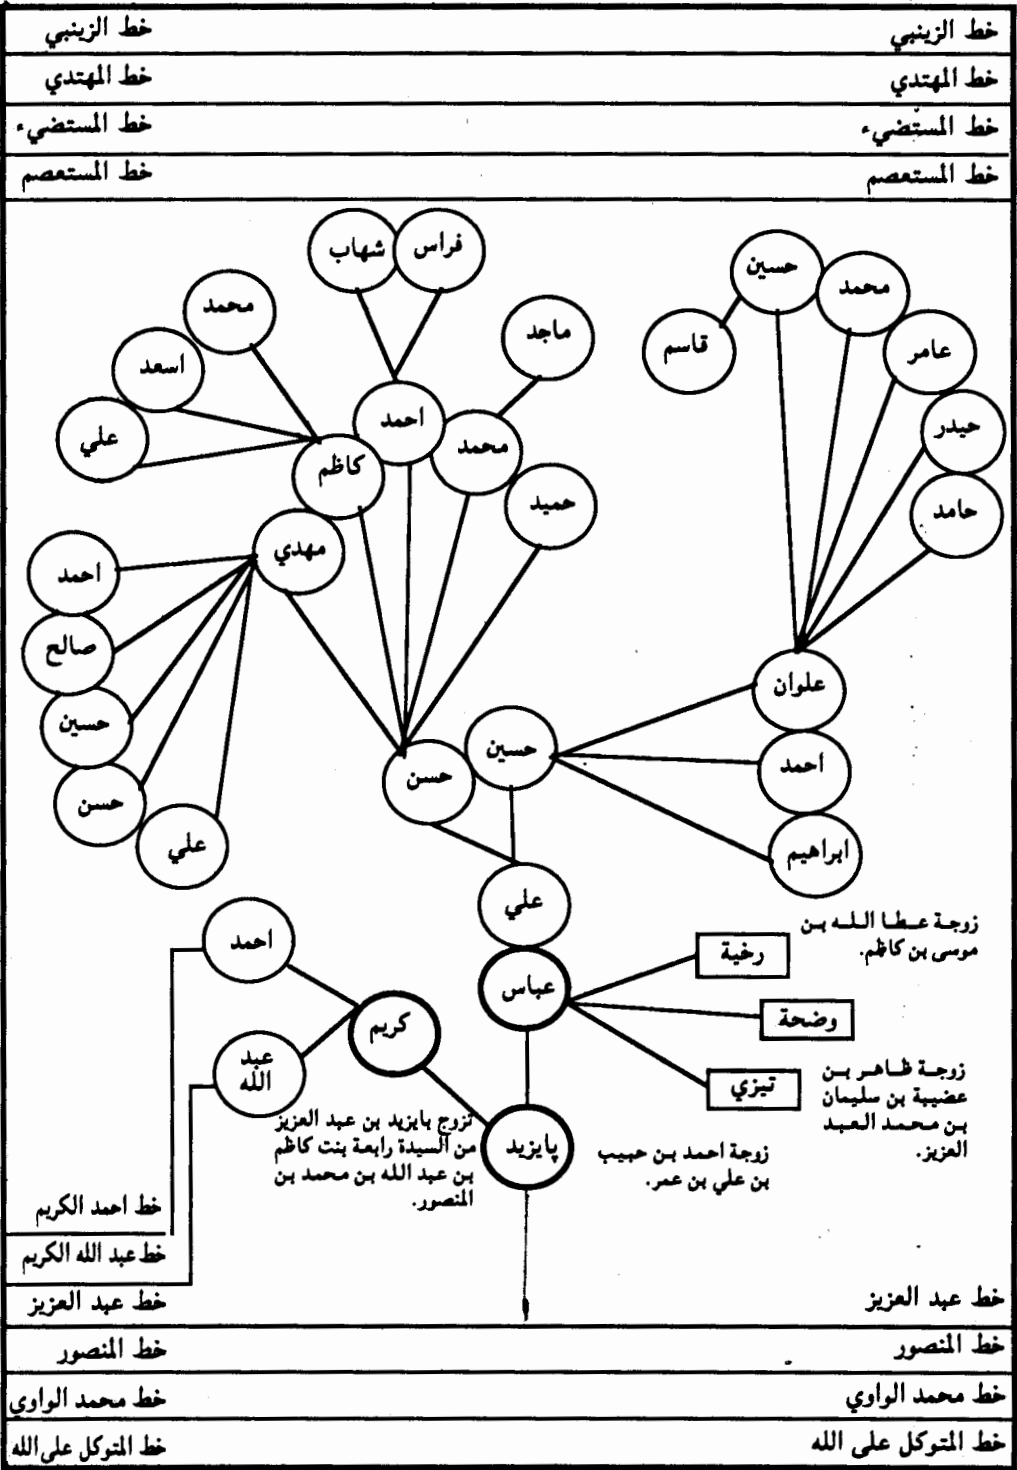 خط الزينبي
خط الزينبي
خط المهتدي
خط المهتدي
خط المستضيء
خط المستضيء
خط المستعصم
خط المستعصم
فراس
شهاب
حسين
محمد
محمد
ماجد
قاسم
عامر
اسعد
احمد
حيدر
علي
محمد
كاظم
حميد
حامد
مهدي
احمد
صالح
علوان
حسين
حسين
احمد
حسن
حسن
ابراهيم
علي
علي
احمد
رخية
زوجة عطا الله بن
موسى بن كاظم.
عباس
كريم
وضحة
عبد
الله
تيزي
زوجة ظاهر بن
عضيبة بن سليمان
بن محمد العبد
العزيز.
پايزيد
زوجة احمد بن حبيب
بن علي بن عمر.
تزوج بايزيد بن عبد العزيز
من السيدة رابعة بنت كاظم
بن عبد الله بن محمد بن
المنصور.
خط احمد الكريم
خط عبد الله الكريم
خط عبد العزيز
خط عبد العزيز
خط المنصور
خط المنصور
خط محمد الواوي
خط محمد الواوي
خط المتوكل على الله
خط المتوكل على الله